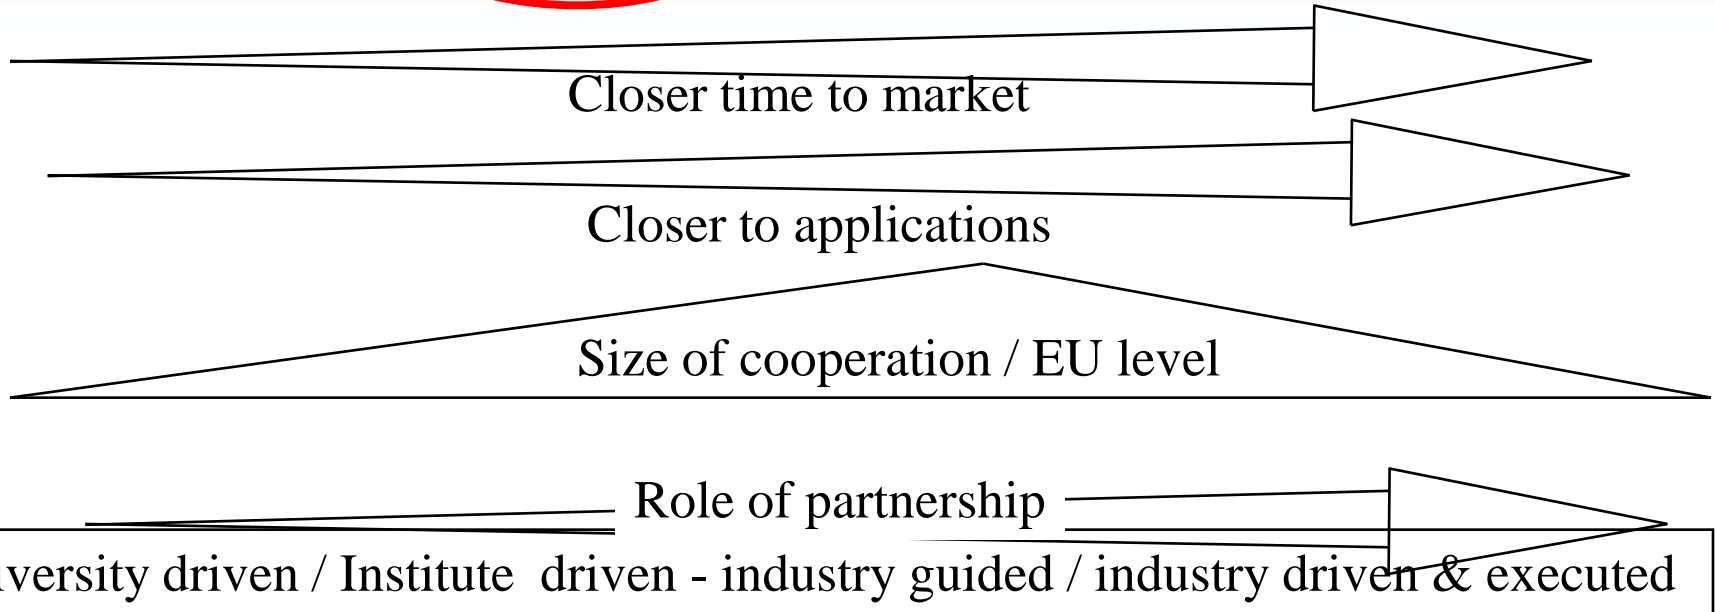 Closer time to market
Closer to applications
Size of cooperation / EU level
Role of partnership
iversity driven / Institute driven - industry guided / industry driven & executed